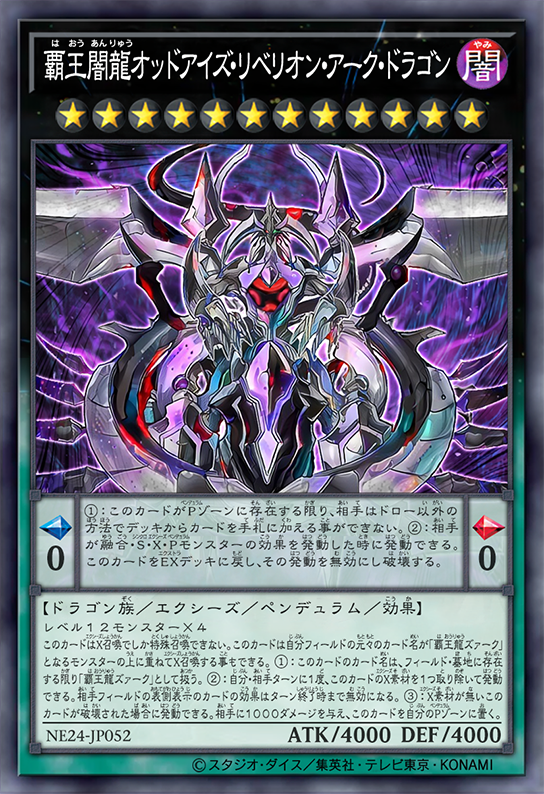 覇王闇龍オッドアイズ・リベリオン・アーク・ドラゴン
闇
①：このカードがPゾーンに存在する限り、相手はドロー以外の
方法でデッキからカードを手札に加える事ができない。②：相手
が融合・S・X・Pモンスターの効果を発動した時に発動できる。
このカードをEXデッキに戻し、その発動を無効にし破壊する。
0
0
【ドラゴン族／エクシーズ／ペンデュラム／効果】
レベル１２モンスター×４
このカードはX召喚でしか特殊召喚できない。このカードは自分フィールドの元々のカード名が「覇王龍ズァーク」
となるモンスターの上に重ねてX召喚する事もできる。①：このカードのカード名は、フィールド・墓地に存在
する限り「覇王龍ズァーク」として扱う。②：自分・相手ターンに１度、このカードのX素材を１つ取り除いて発動
できる。相手フィールドの表側表示のカードの効果はターン終了時まで無効になる。③：X素材が無いこの
カードが破壊された場合に発動できる。相手に1000ダメージを与え、このカードを自分のPゾーンに置く。
NE24-JP052
ATK/4000 DEF/4000
©スタジオ・ダイス／集英社・テレビ東京・KONAMI